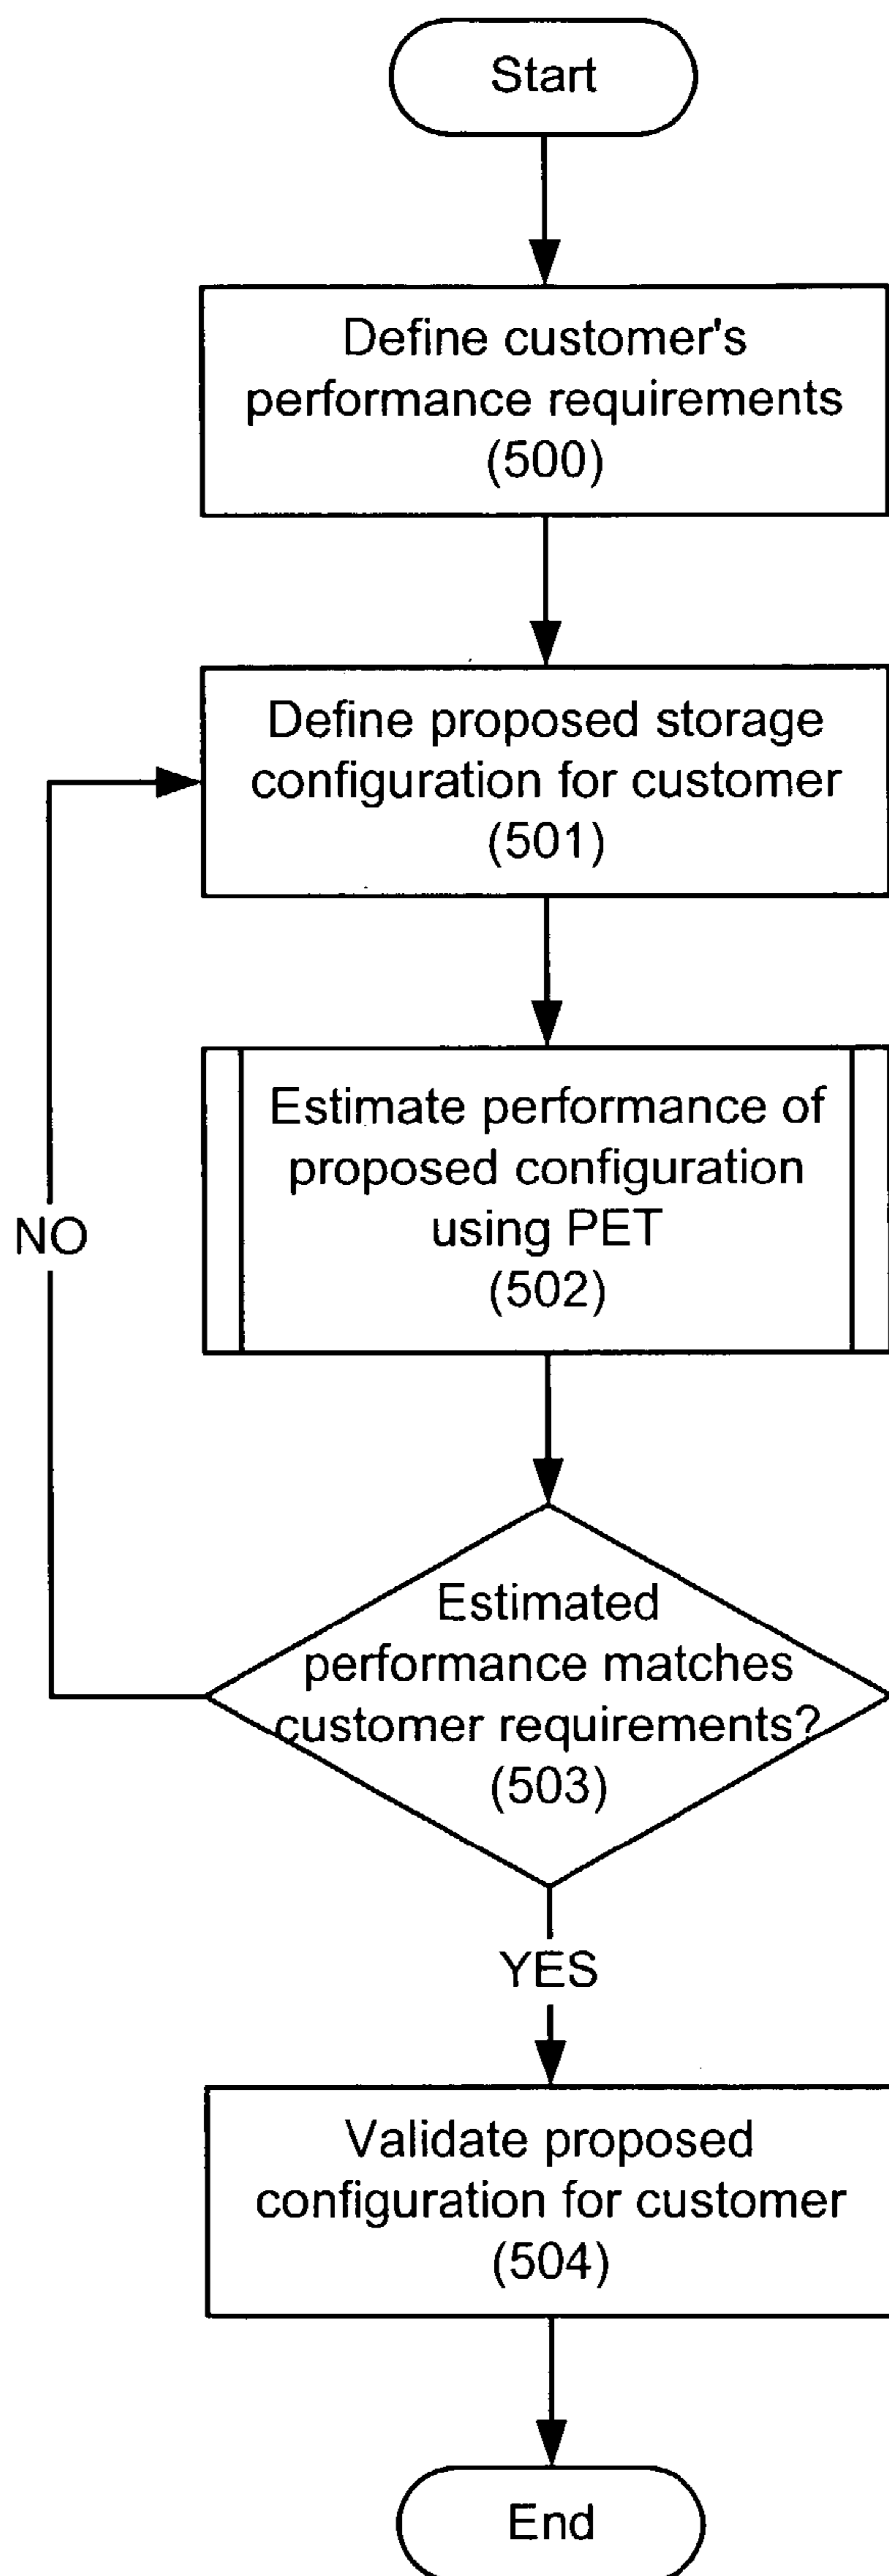 Start
Define customer's
performance requirements
(500)
Define proposed storage
configuration for customer
(501)
Estimate performance of
proposed configuration
using PET
(502)
NO
Estimated
performance matches
customer requirements?
(503)
YES
Validate proposed
configuration for customer
(504)
End